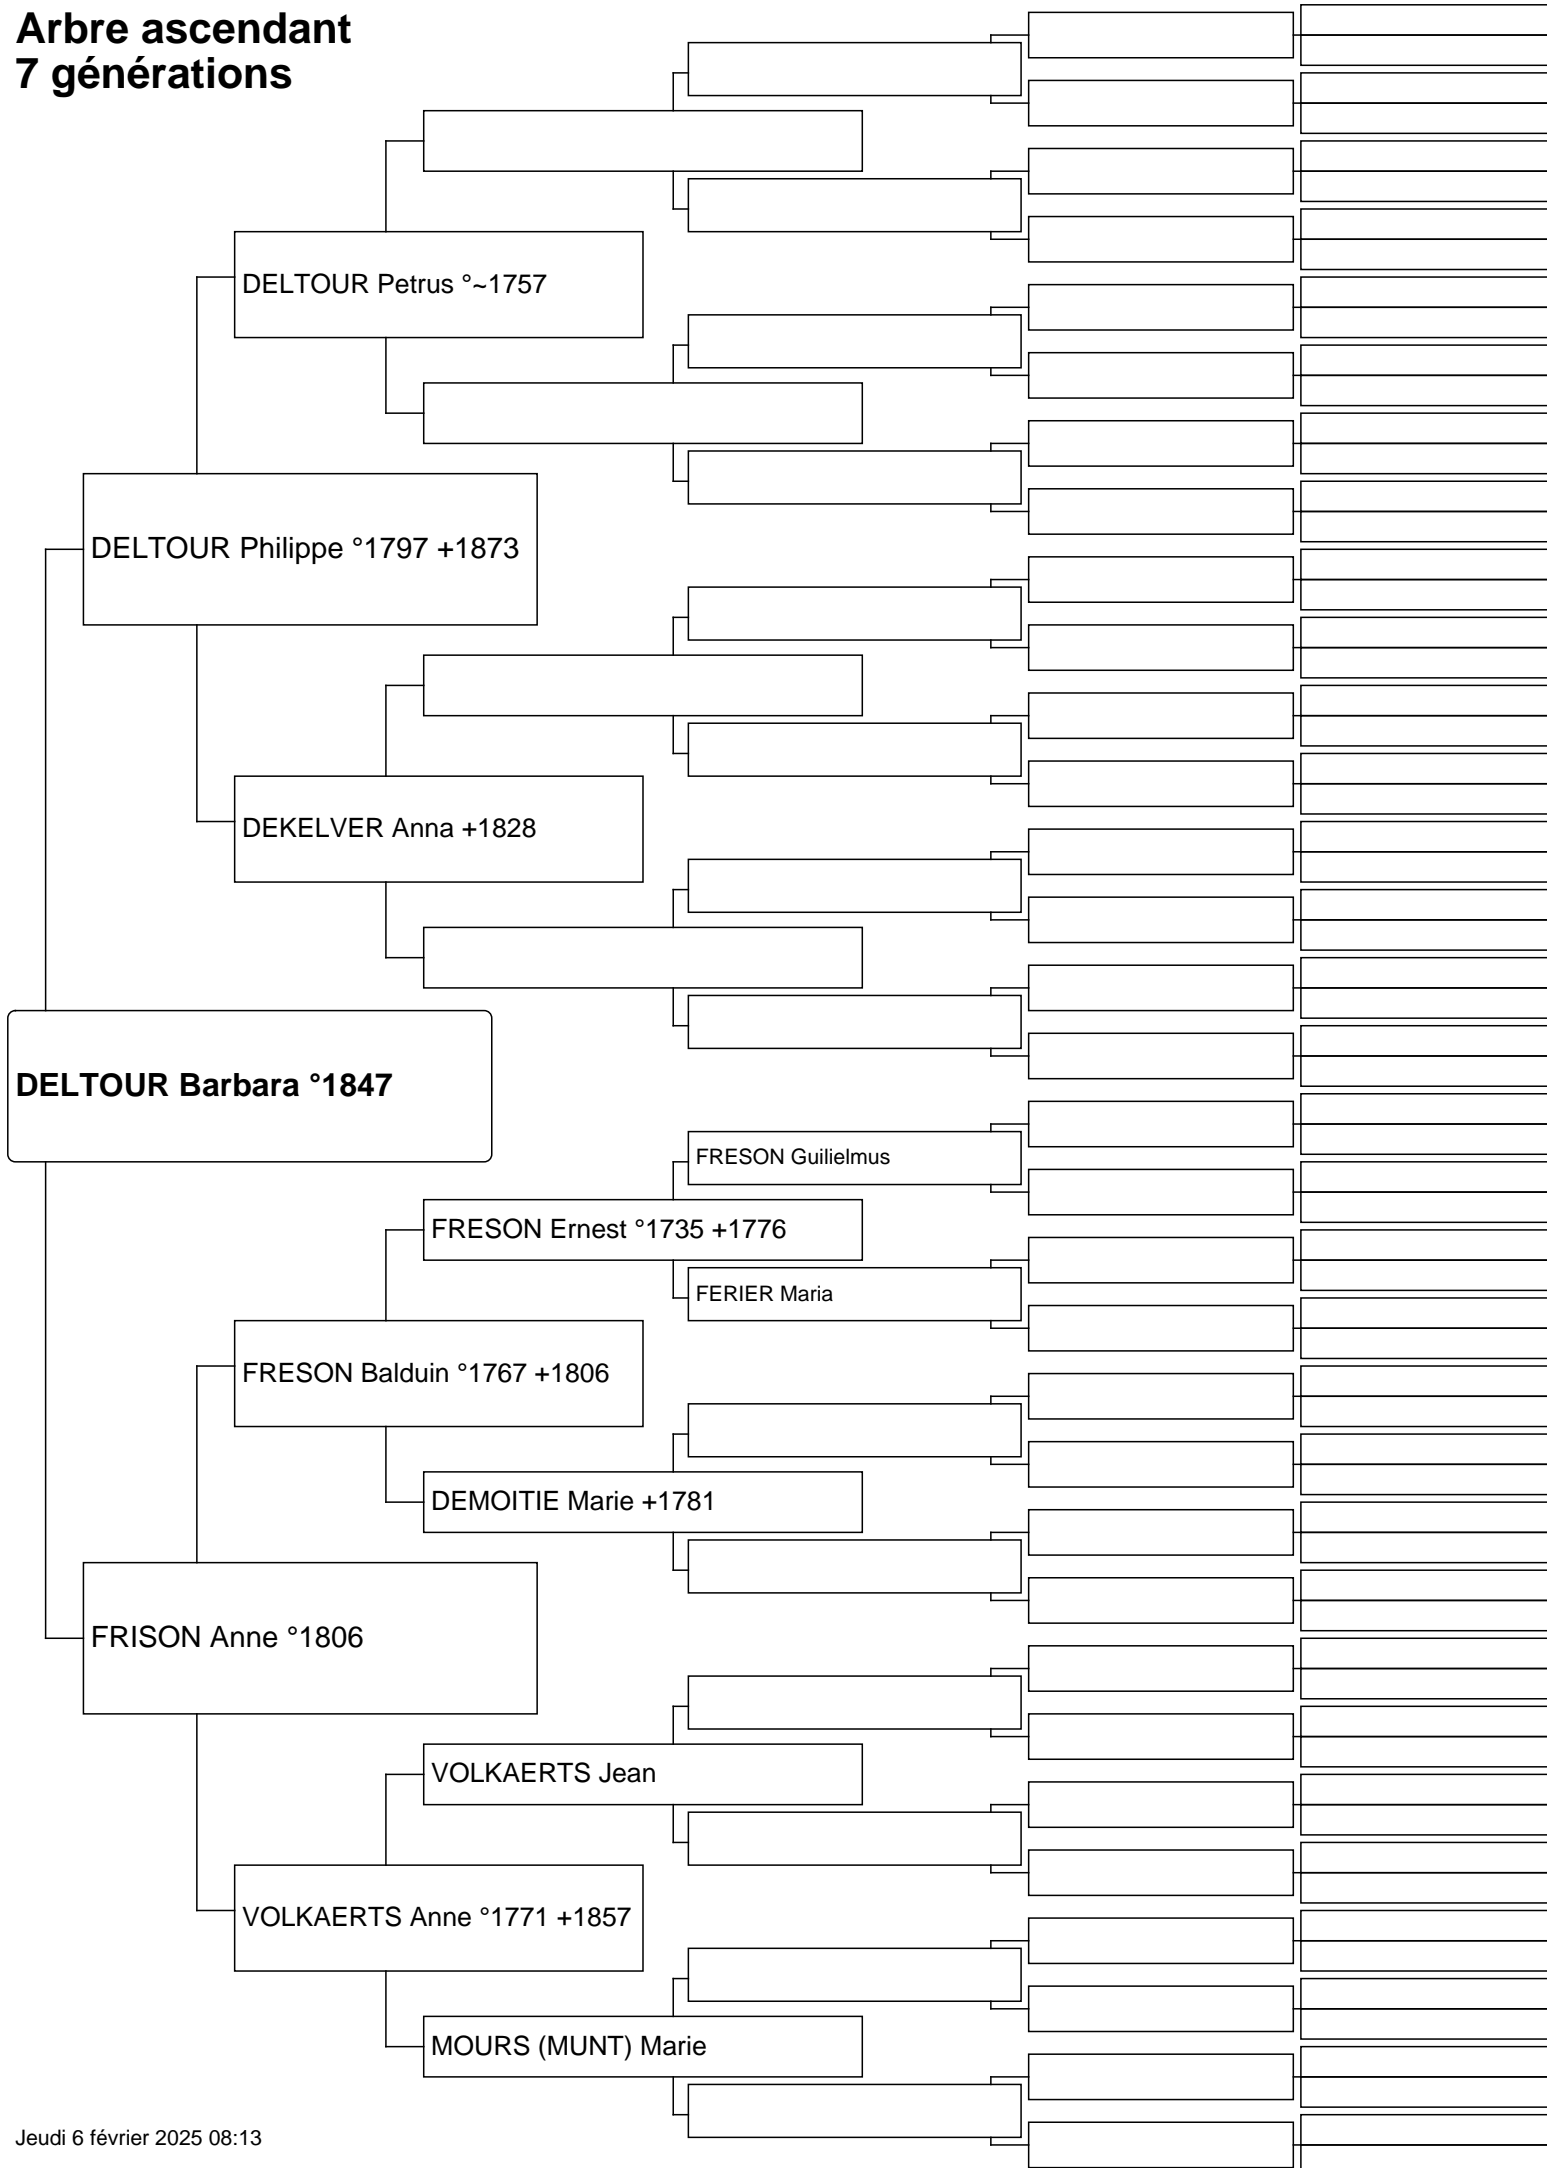 Arbre ascendant
7 générations
DELTOUR Petrus °~1757
DELTOUR Philippe °1797 +1873
DEKELVER Anna +1828
DELTOUR Barbara °1847
FRESON Guilielmus
FRESON Ernest °1735 +1776
FERIER Maria
FRESON Balduin °1767 +1806
DEMOITIE Marie +1781
FRISON Anne °1806
VOLKAERTS Jean
VOLKAERTS Anne °1771 +1857
MOURS (MUNT) Marie
Jeudi 6 février 2025 08:13